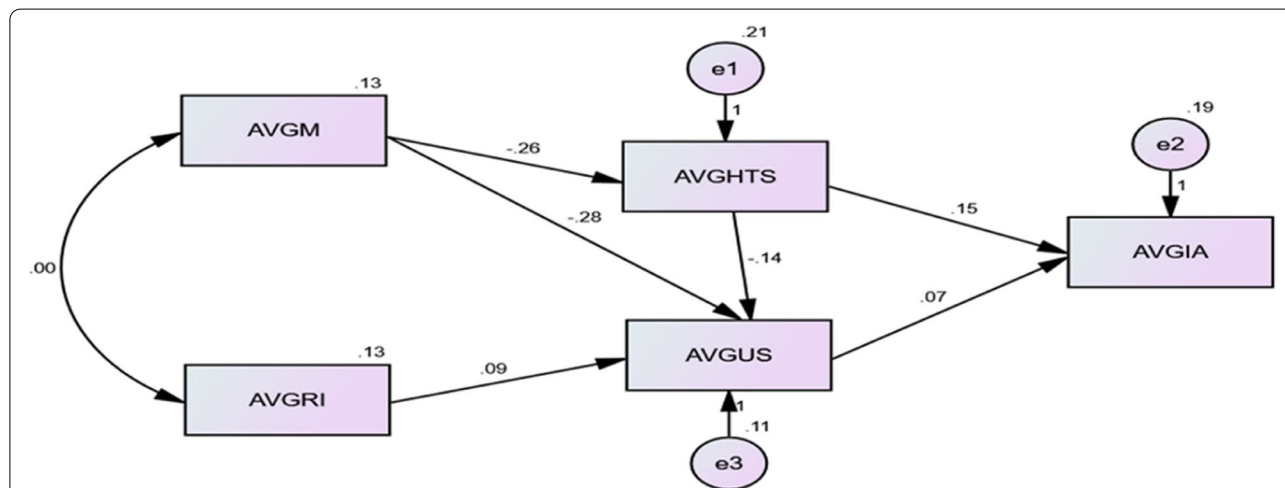 .21
e1
.13
1
.19
AVGM
e2
-.26
AVGHTS
1
-.28
.15
AVGIA
.00
-.14
.07
.13
AVGUS
.09
AVGRI
1
.11
e3